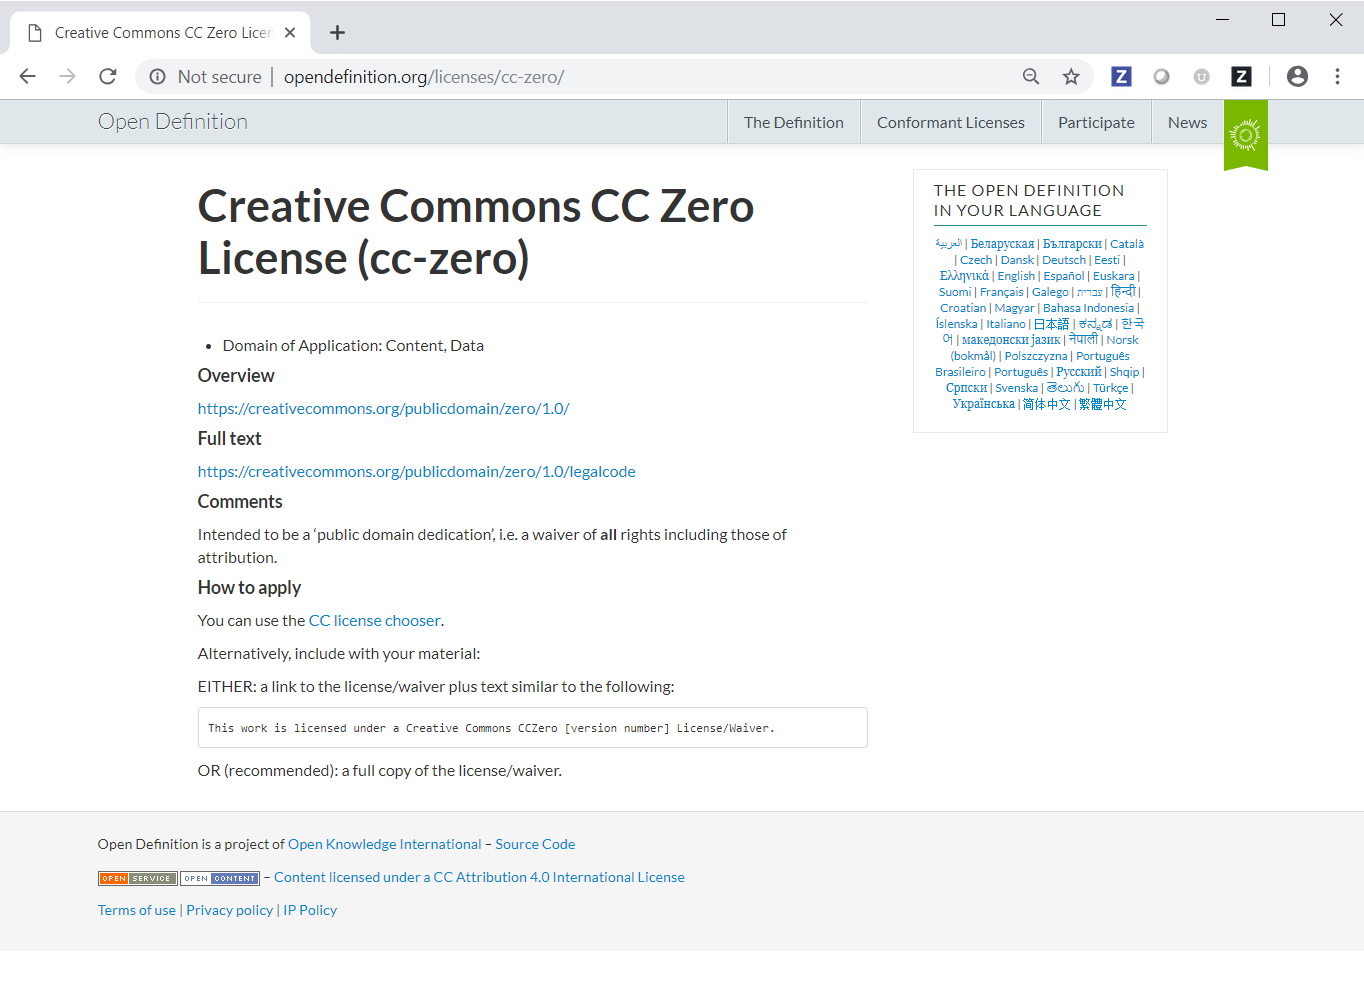 Creative Commons CC Zero Licen
Not secure | opendefinition.org/licenses/cc-zero/
Open Definition
The Definition
Conformant Licenses
Participate
News
Creative Commons CC Zero
License (cc-zero)
• Domain of Application: Content, Data
Overview
https://creativecommons.org/publicdomain/zero/1.0/
Full text
https://creativecommons.org/publicdomain/zero/1.0/legalcode
Comments
Intended to be a ‘public domain dedication’, i.e. a waiver of all rights including those of
attribution.
How to apply
You can use the CC license chooser.
Alternatively, include with your material:
EITHER: a link to the license/waiver plus text similar to the following:
This work is licensed under a Creative Commons CCZero [version number] License/Waiver.
OR (recommended): a full copy of the license/waiver.
THE OPEN DEFINITION
IN YOUR LANGUAGE
العربية | Беларуская | Български | Català
| Czech | Dansk | Deutsch | Eesti |
Ελληνικά | English | Español | Euskara |
Suomi | Français | Galego | עברית | हिन्दी |
Croatian | Magyar | Bahasa Indonesia |
Íslenska | Italiano | 日本語 | ಕನ್ನಡ | 한국
어 | македонски јазик | नेपाली | Norsk
(bokmål) | Polszczyzna | Português
Brasileiro | Português | Русский | Shqip |
Српски | Svenska | తెలుగు | Türkçe |
Українська | 简体中文 | 繁體中文
Open Definition is a project of Open Knowledge International – Source Code
OPEN SERVICE OPEN CONTENT – Content licensed under a CC Attribution 4.0 International License
Terms of use | Privacy policy | IP Policy